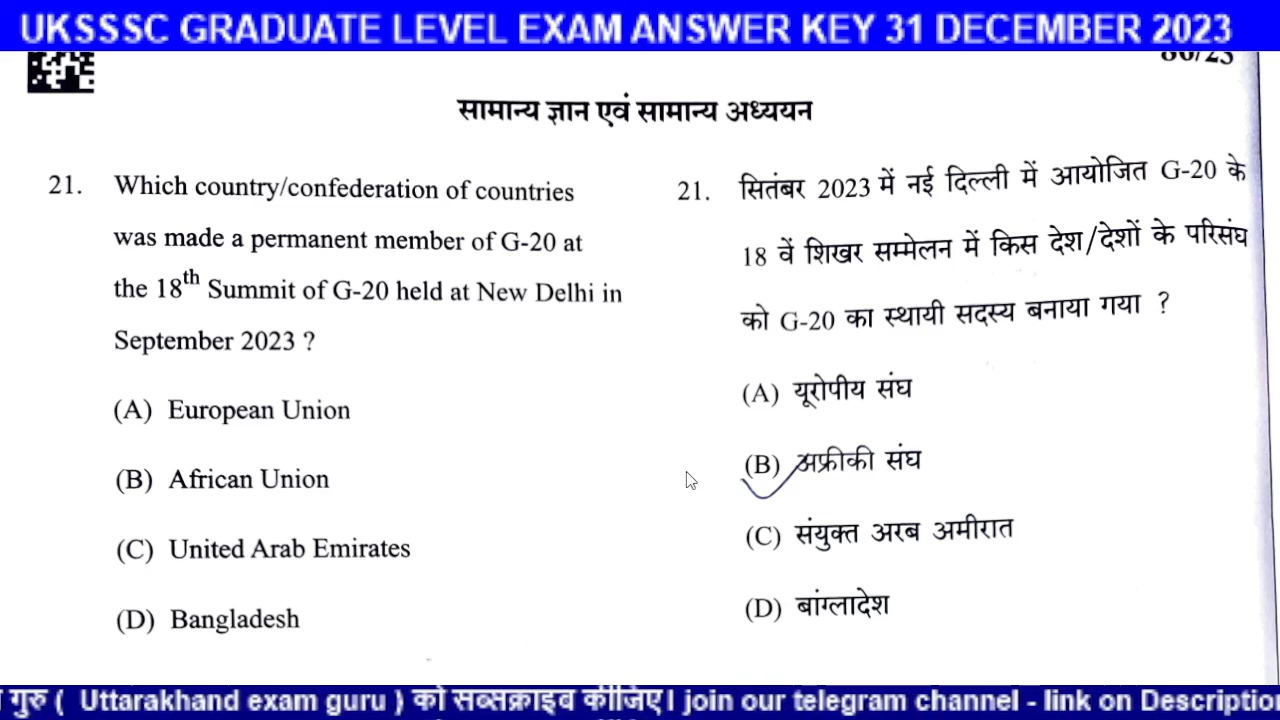 UKSSSC GRADUATE LEVEL EXAM ANSWER KEY 31 DECEMBER 2023
80/23
सामान्य ज्ञान एवं सामान्य अध्ययन
21. Which country/confederation of countries
was made a permanent member of G-20 at
the 18th Summit of G-20 held at New Delhi in
September 2023 ?
(A) European Union
(B) African Union
(C) United Arab Emirates
(D) Bangladesh
21. सितंबर 2023 में नई दिल्ली में आयोजित G-20 के
18 वें शिखर सम्मेलन में किस देश/देशों के परिसंघ
को G-20 का स्थायी सदस्य बनाया गया ?
(A) यूरोपीय संघ
(B) अफ्रीकी संघ
(C) संयुक्त अरब अमीरात
(D) बांग्लादेश
गुरु ( Uttarakhand exam guru ) को सब्सक्राइब कीजिए। join our telegram channel - link on Description